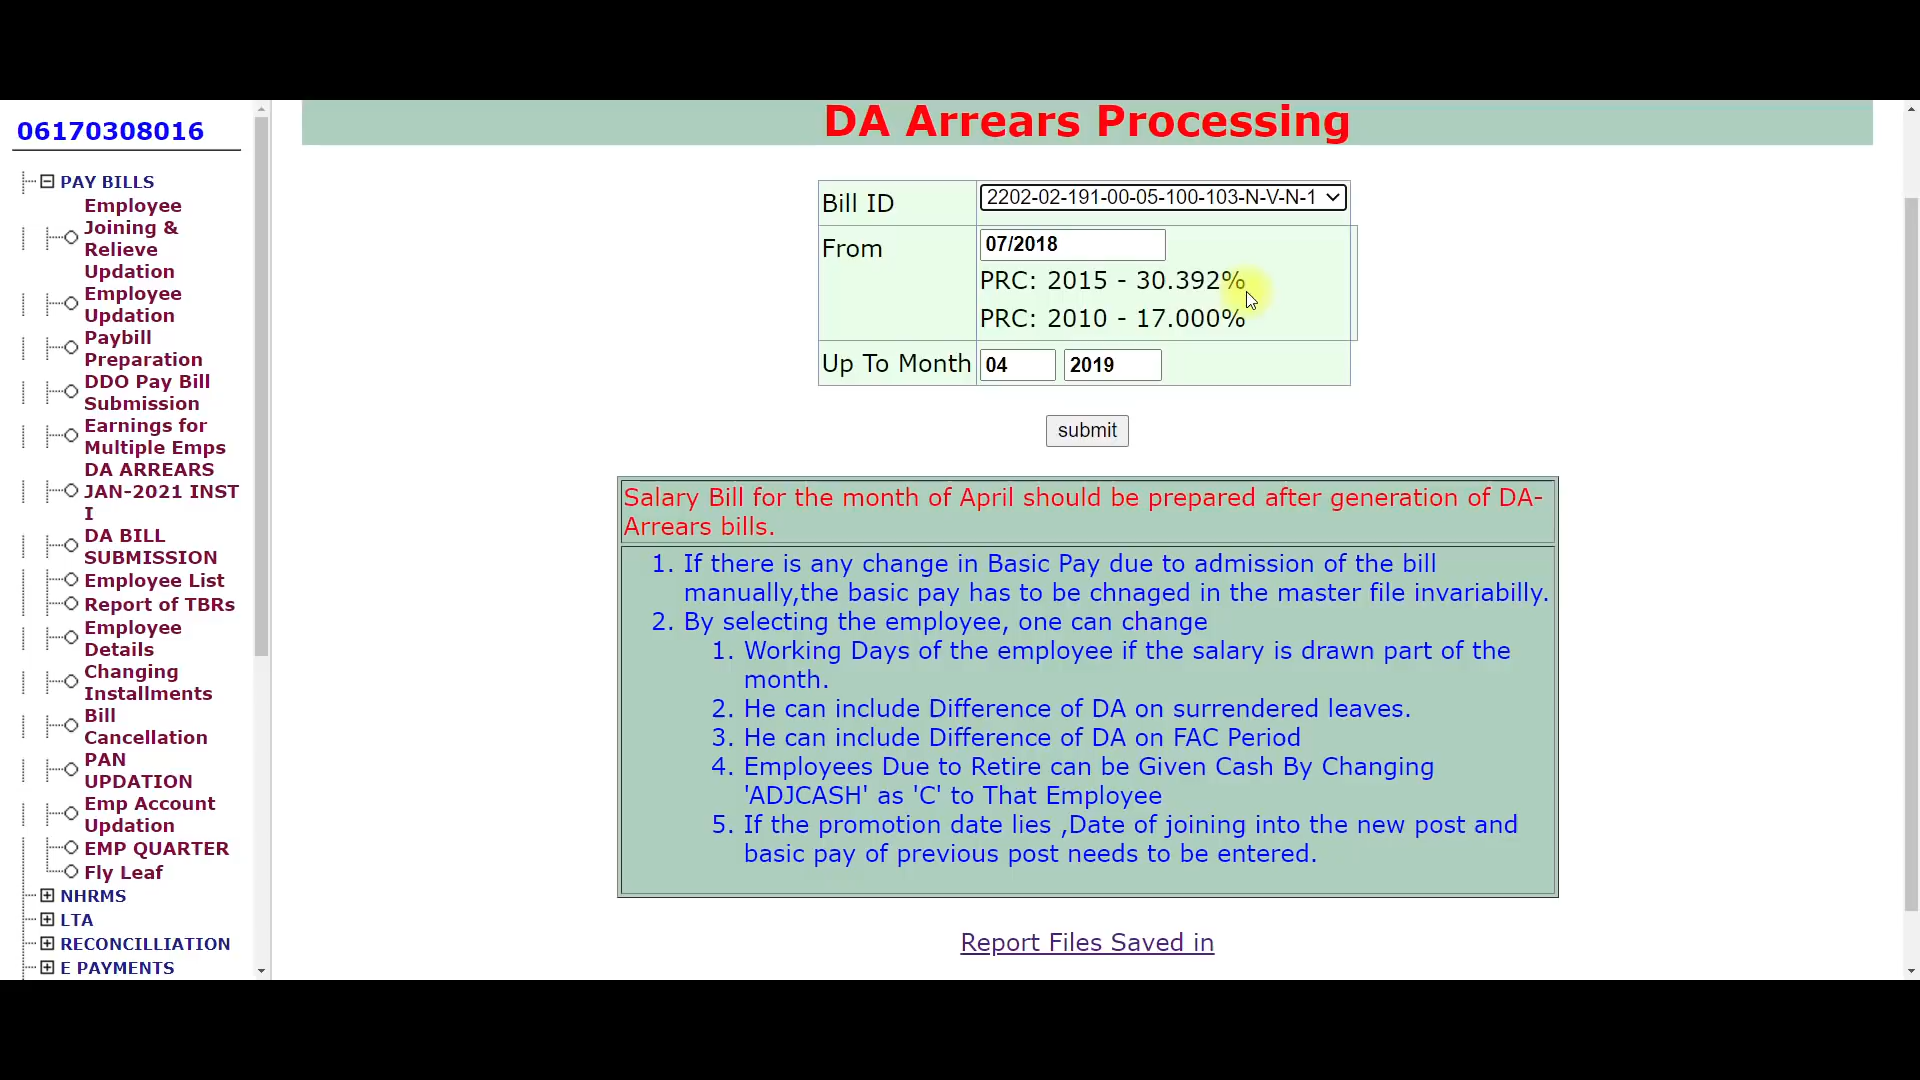 06170308016
PAY BILLS
Employee
Joining &
Relieve
Updation
Employee
Updation
Paybill
Preparation
DDO Pay Bill
Submission
Earnings for
Multiple Emps
DA ARREARS
JAN-2021 INST
I
DA BILL
SUBMISSION
Employee List
Report of TBRs
Employee
Details
Changing
Installments
Bill
Cancellation
PAN
UPDATION
Emp Account
Updation
EMP QUARTER
Fly Leaf
NHRMS
LTA
RECONCILLIATION
E PAYMENTS
DA Arrears Processing
Bill ID 2202-02-191-00-05-100-103-N-V-N-1
From 07/2018
PRC: 2015 - 30.392%
PRC: 2010 - 17.000%
Up To Month 04 2019
submit
Salary Bill for the month of April should be prepared after generation of DA-
Arrears bills.
1. If there is any change in Basic Pay due to admission of the bill
manually,the basic pay has to be chnaged in the master file invariabilly.
2. By selecting the employee, one can change
1. Working Days of the employee if the salary is drawn part of the
month.
2. He can include Difference of DA on surrendered leaves.
3. He can include Difference of DA on FAC Period
4. Employees Due to Retire can be Given Cash By Changing
'ADJCASH' as 'C' to That Employee
5. If the promotion date lies ,Date of joining into the new post and
basic pay of previous post needs to be entered.
Report Files Saved in